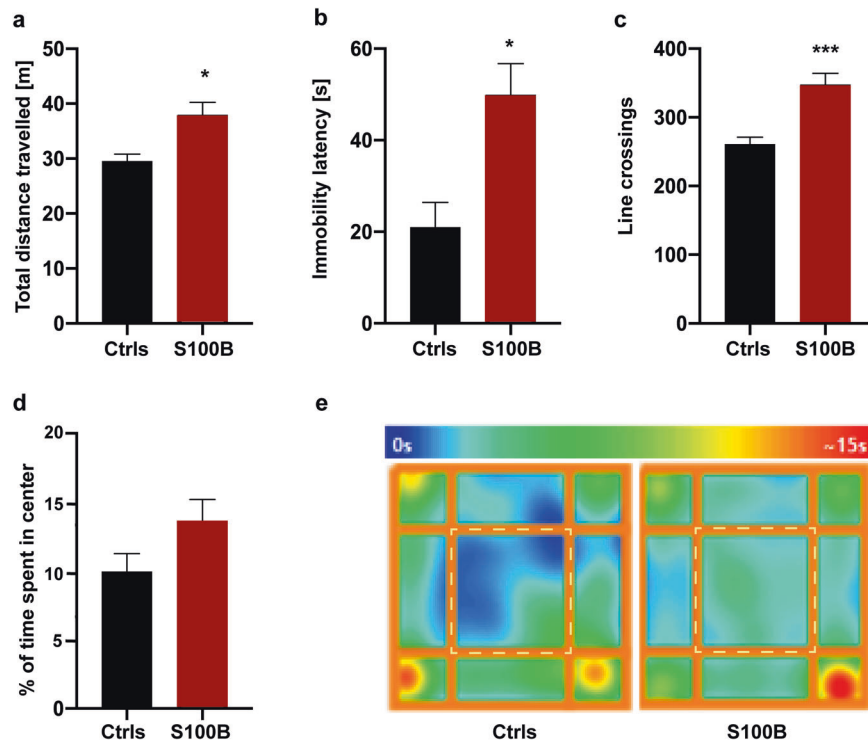 a
Total distance travelled [m]
50
40
30
20
10
0
*
Ctrls
S100B
b
Immobility latency [s]
60
40
20
0
*
Ctrls
S100B
c
Line crossings
400
300
200
100
0
***
Ctrls
S100B
d
% of time spent in center
20
15
10
5
0
Ctrls
S100B
e
0s
~15s
Ctrls
S100B